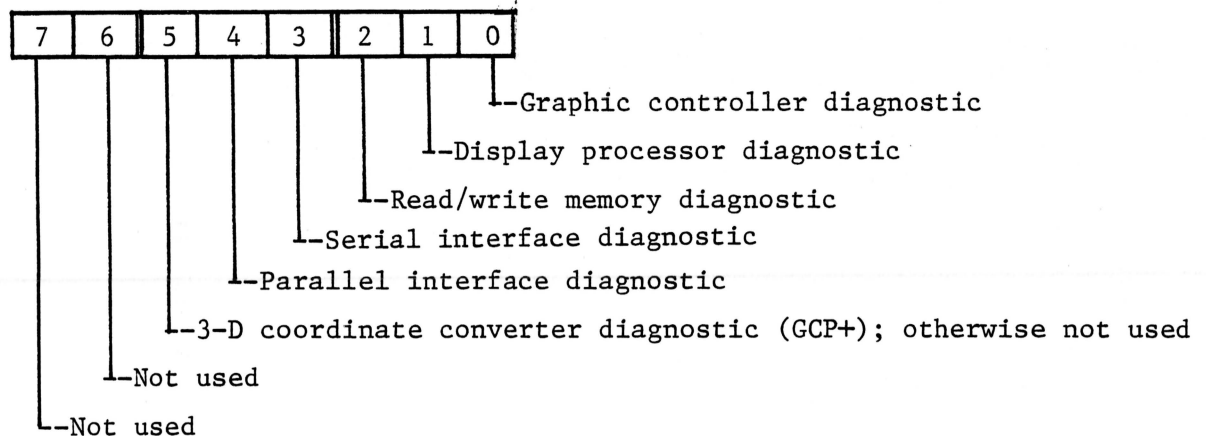 7 6 5 4 3 2 1 0
Graphic controller diagnostic
Display processor diagnostic
Read/write memory diagnostic
Serial interface diagnostic
Parallel interface diagnostic
3-D coordinate converter diagnostic (GCP+); otherwise not used
Not used
Not used